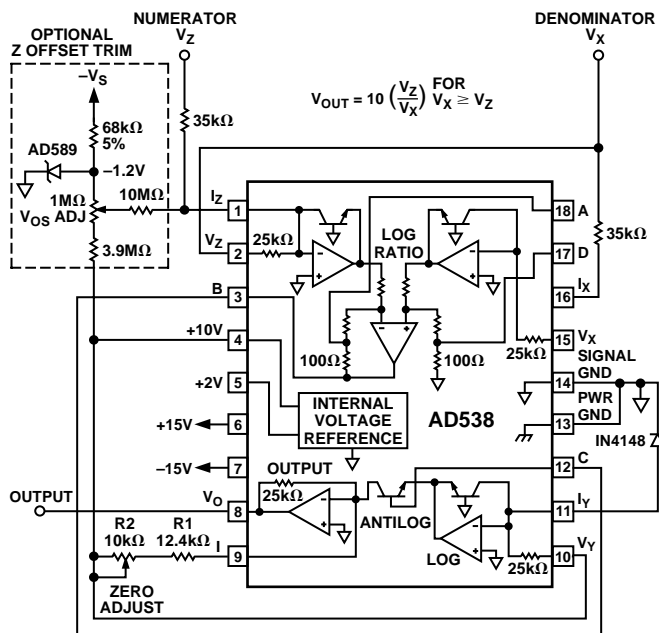 NUMERATOR
V_Z
DENOMINATOR
V_X
OPTIONAL
Z OFFSET TRIM
–V_S
V_OUT = 10 (V_Z/V_X) FOR V_X ≥ V_Z
68kΩ
5%
35kΩ
AD589
–1.2V
1MΩ
V_OS ADJ
10MΩ
3.9MΩ
35kΩ
I_Z 1
V_Z 2
B 3
+10V 4
+2V 5
+15V 6
–15V 7
OUTPUT
V_O 8
I 9
25kΩ
LOG
RATIO
100Ω
100Ω
25kΩ
INTERNAL
VOLTAGE
REFERENCE
AD538
OUTPUT
25kΩ
ANTILOG
LOG
25kΩ
18 A
17 D
16 I_X
15 V_X
SIGNAL
14 GND
PWR
13 GND
IN4148
12 C
11 I_Y
10 V_Y
R2
10kΩ
R1
12.4kΩ
ZERO
ADJUST